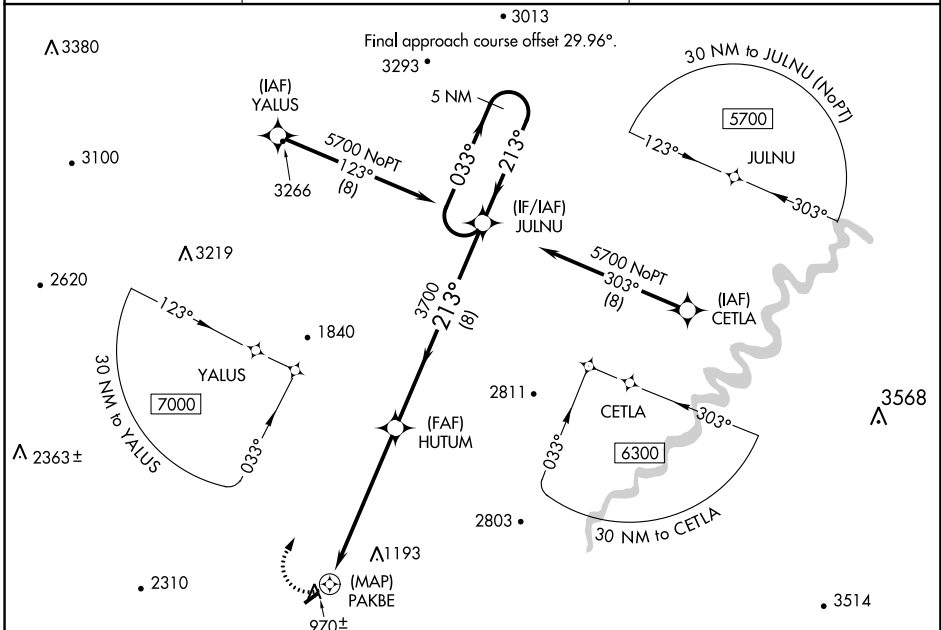 3013
Final approach course offset 29.96°.
3380
3293
30 NM to JULNU (NoPT)
(IAF)
YALUS
5 NM
5700
5700 NoPT
123°
(8)
033°
213°
123°
JULNU
3100
3266
303°
(IF/IAF)
JULNU
3219
5700 NoPT
303°
(8)
2620
(IAF)
CETLA
3700
213°
(8)
123°
1840
YALUS
7000
30 NM to YALUS
033°
2811
CETLA
303°
3568
(FAF)
HUTUM
6300
033°
2363±
2803
30 NM to CETLA
1193
(MAP)
PAKBE
2310
970±
3514